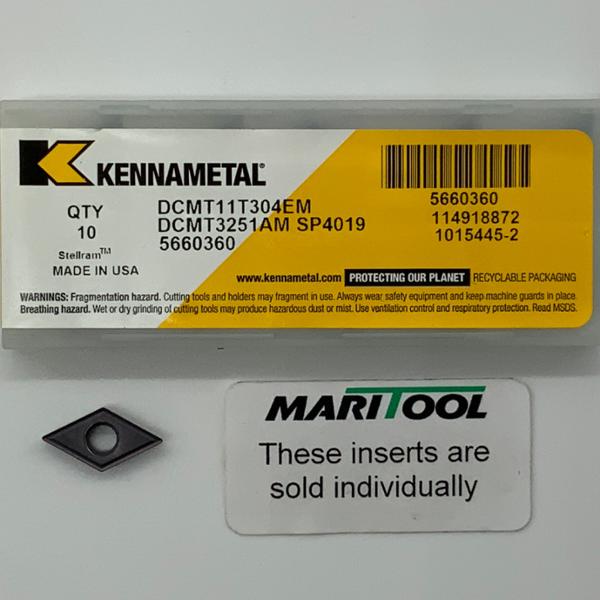 KENNAMETAL®
QTY
10
Stellram™
MADE IN USA
DCMT11T304EM
DCMT3251AM SP4019
5660360
5660360
114918872
1015445-2
www.kennametal.com PROTECTING OUR PLANET RECYCLABLE PACKAGING
WARNINGS: Fragmentation hazard. Cutting tools and holders may fragment in use. Always wear safety equipment and keep machine guards in place.
Breathing hazard. Wet or dry grinding of cutting tools may produce hazardous dust or mist. Use ventilation control and respiratory protection. Read MSDS.
MARITOOL
These inserts are
sold individually